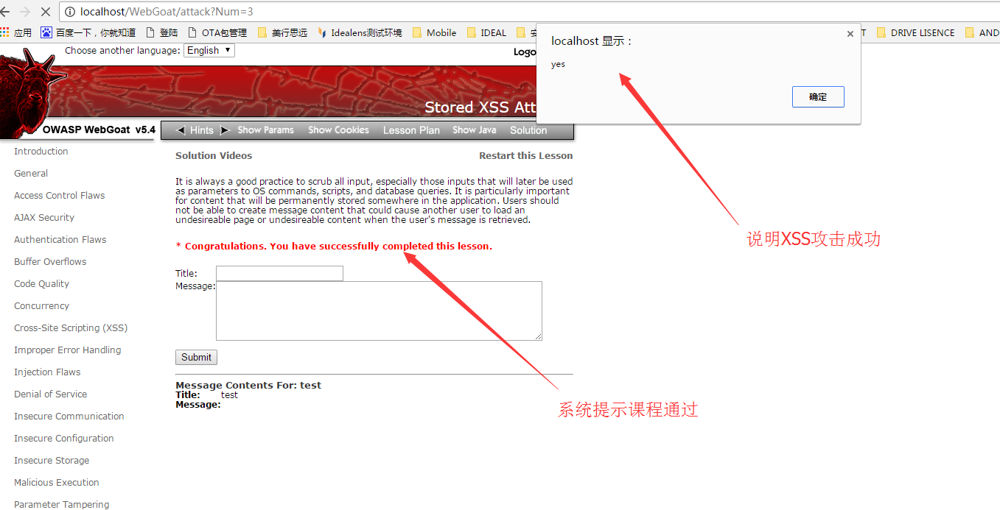 localhost/WebGoat/attack?Num=3
应用 百度一下，你就知道 登陆 OTA包管理 美行思远 Idealens测试环境 Mobile IDEAL DRIVE LISENCE AND
localhost 显示：
yes
确定
Choose another language: English
Logo
Stored XSS Att
OWASP WebGoat v5.4
Hints Show Params Show Cookies Lesson Plan Show Java Solution
Introduction
General
Access Control Flaws
AJAX Security
Authentication Flaws
Buffer Overflows
Code Quality
Concurrency
Cross-Site Scripting (XSS)
Improper Error Handling
Injection Flaws
Denial of Service
Insecure Communication
Insecure Configuration
Insecure Storage
Malicious Execution
Parameter Tampering
Solution Videos Restart this Lesson
It is always a good practice to scrub all input, especially those inputs that will later be used
as parameters to OS commands, scripts, and database queries. It is particularly important
for content that will be permanently stored somewhere in the application. Users should
not be able to create message content that could cause another user to load an
undesireable page or undesireable content when the user's message is retrieved.
* Congratulations. You have successfully completed this lesson.
Title:
Message:
Submit
Message Contents For: test
Title: test
Message:
说明XSS攻击成功
系统提示课程通过